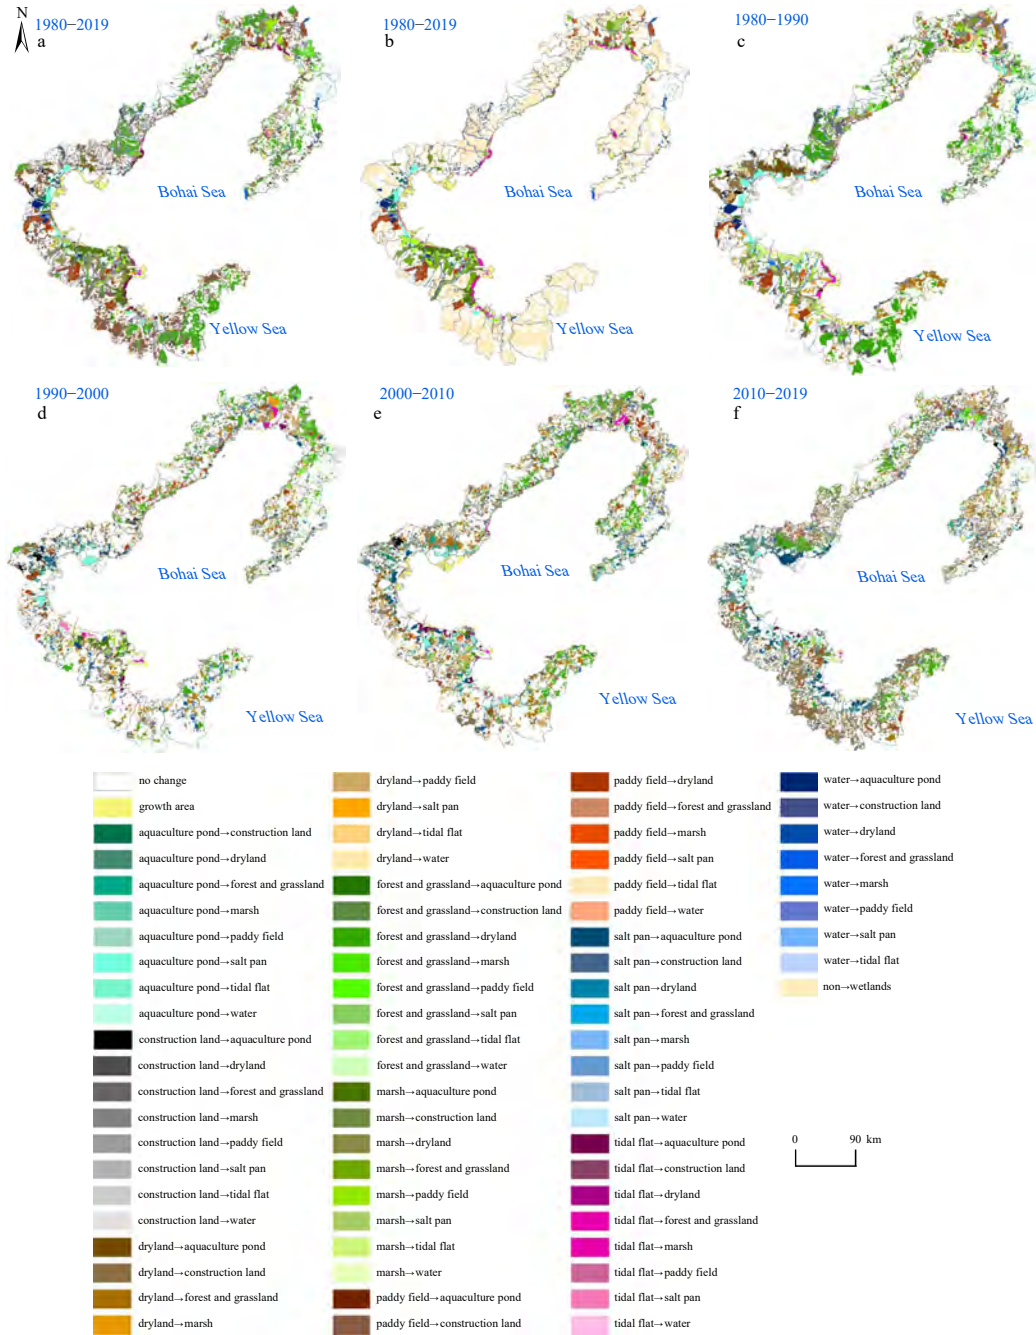 N
1980−2019
a
1980−2019
b
1980−1990
c
Bohai Sea
Bohai Sea
Bohai Sea
Yellow Sea
Yellow Sea
Yellow Sea
1990−2000
d
2000−2010
e
2010−2019
f
Bohai Sea
Bohai Sea
Bohai Sea
Yellow Sea
Yellow Sea
Yellow Sea
no change
growth area
aquaculture pond→construction land
aquaculture pond→dryland
aquaculture pond→forest and grassland
aquaculture pond→marsh
aquaculture pond→paddy field
aquaculture pond→salt pan
aquaculture pond→tidal flat
aquaculture pond→water
construction land→aquaculture pond
construction land→dryland
construction land→forest and grassland
construction land→marsh
construction land→paddy field
construction land→salt pan
construction land→tidal flat
construction land→water
dryland→aquaculture pond
dryland→construction land
dryland→forest and grassland
dryland→marsh
dryland→paddy field
dryland→salt pan
dryland→tidal flat
dryland→water
forest and grassland→aquaculture pond
forest and grassland→construction land
forest and grassland→dryland
forest and grassland→marsh
forest and grassland→paddy field
forest and grassland→salt pan
forest and grassland→tidal flat
forest and grassland→water
marsh→aquaculture pond
marsh→construction land
marsh→dryland
marsh→forest and grassland
marsh→paddy field
marsh→salt pan
marsh→tidal flat
marsh→water
paddy field→aquaculture pond
paddy field→construction land
paddy field→dryland
paddy field→forest and grassland
paddy field→marsh
paddy field→salt pan
paddy field→tidal flat
paddy field→water
salt pan→aquaculture pond
salt pan→construction land
salt pan→dryland
salt pan→forest and grassland
salt pan→marsh
salt pan→paddy field
salt pan→tidal flat
salt pan→water
tidal flat→aquaculture pond
tidal flat→construction land
tidal flat→dryland
tidal flat→forest and grassland
tidal flat→marsh
tidal flat→paddy field
tidal flat→salt pan
tidal flat→water
water→aquaculture pond
water→construction land
water→dryland
water→forest and grassland
water→marsh
water→paddy field
water→salt pan
water→tidal flat
non→wetlands
0 90 km